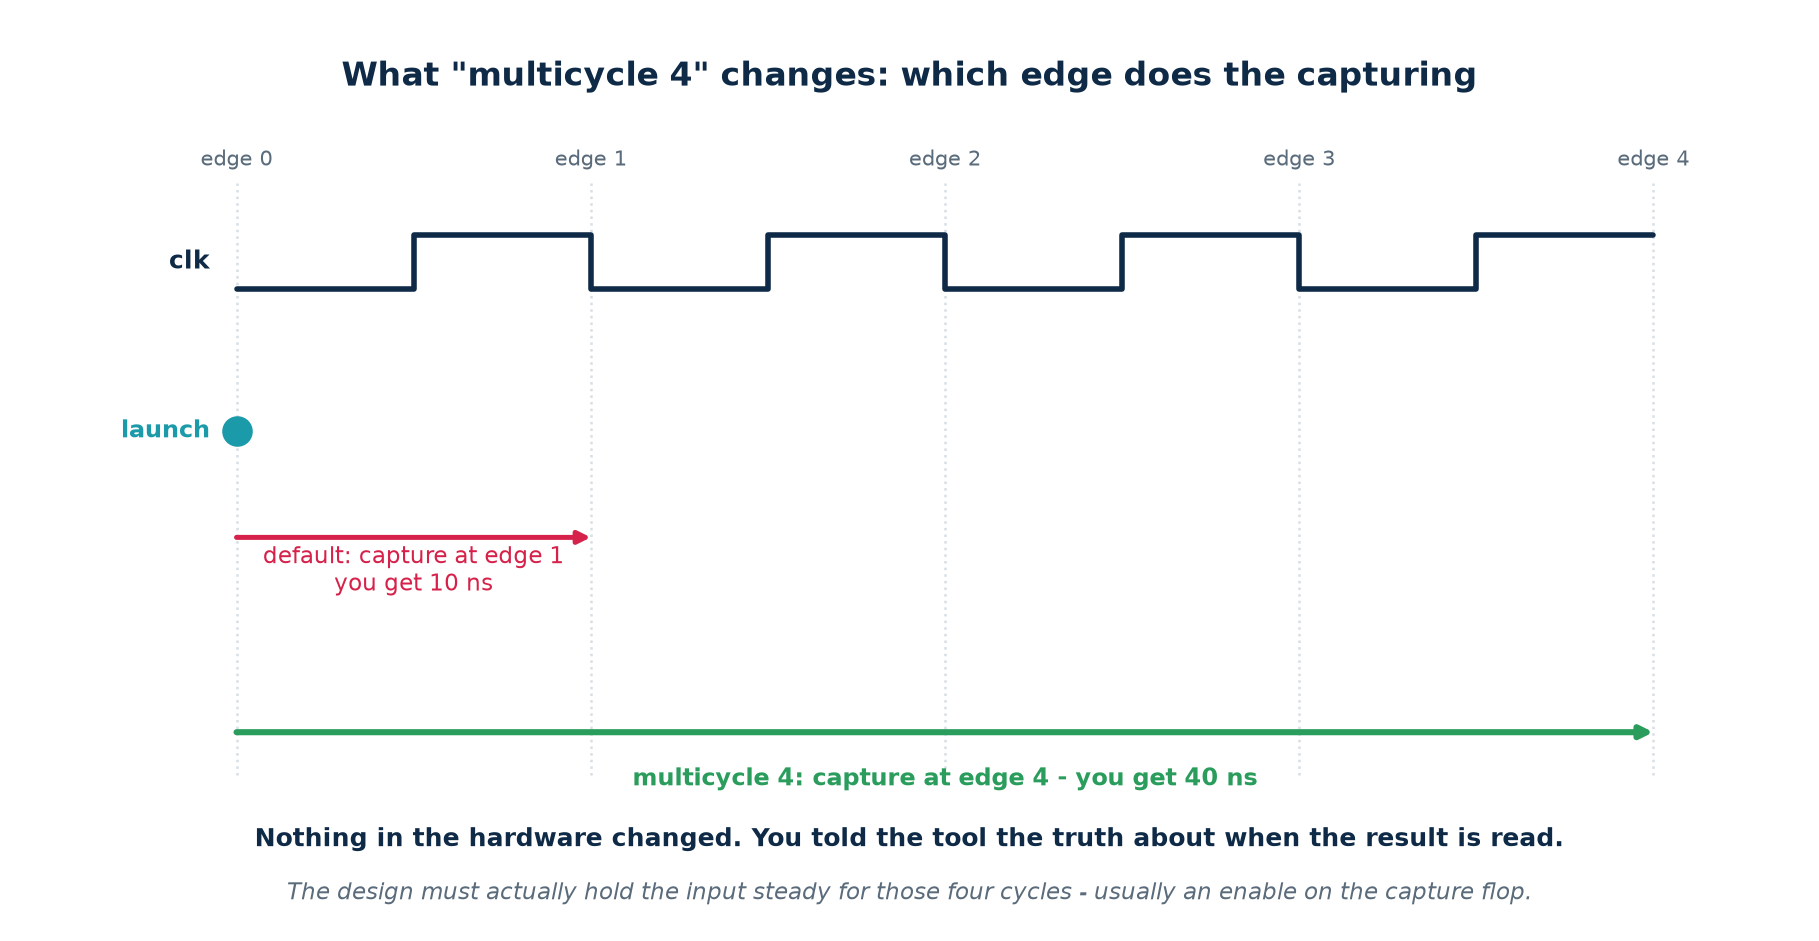 What "multicycle 4" changes: which edge does the capturing
edge 0
edge 1
edge 2
edge 3
edge 4
clk
launch
default: capture at edge 1
you get 10 ns
multicycle 4: capture at edge 4 - you get 40 ns
Nothing in the hardware changed. You told the tool the truth about when the result is read.
The design must actually hold the input steady for those four cycles - usually an enable on the capture flop.